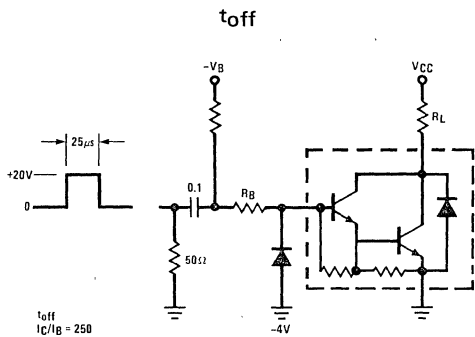 toff
-VB
VCC
RL
25μs
+20V
0
0.1
RB
50Ω
-4V
toff
IC/IB = 250